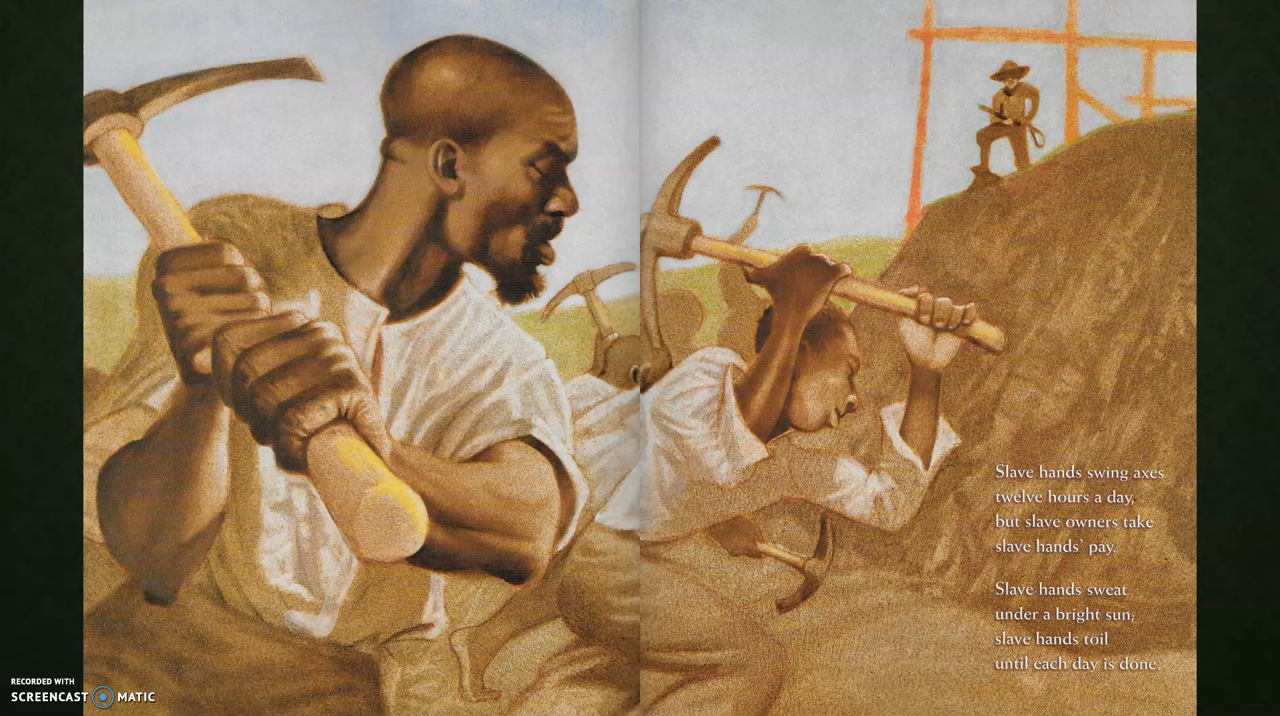 Slave hands swing axes
twelve hours a day,
but slave owners take
slave hands' pay.
Slave hands sweat
under a bright sun;
slave hands toil
until each day is done.
RECORDED WITH
SCREENCAST MATIC